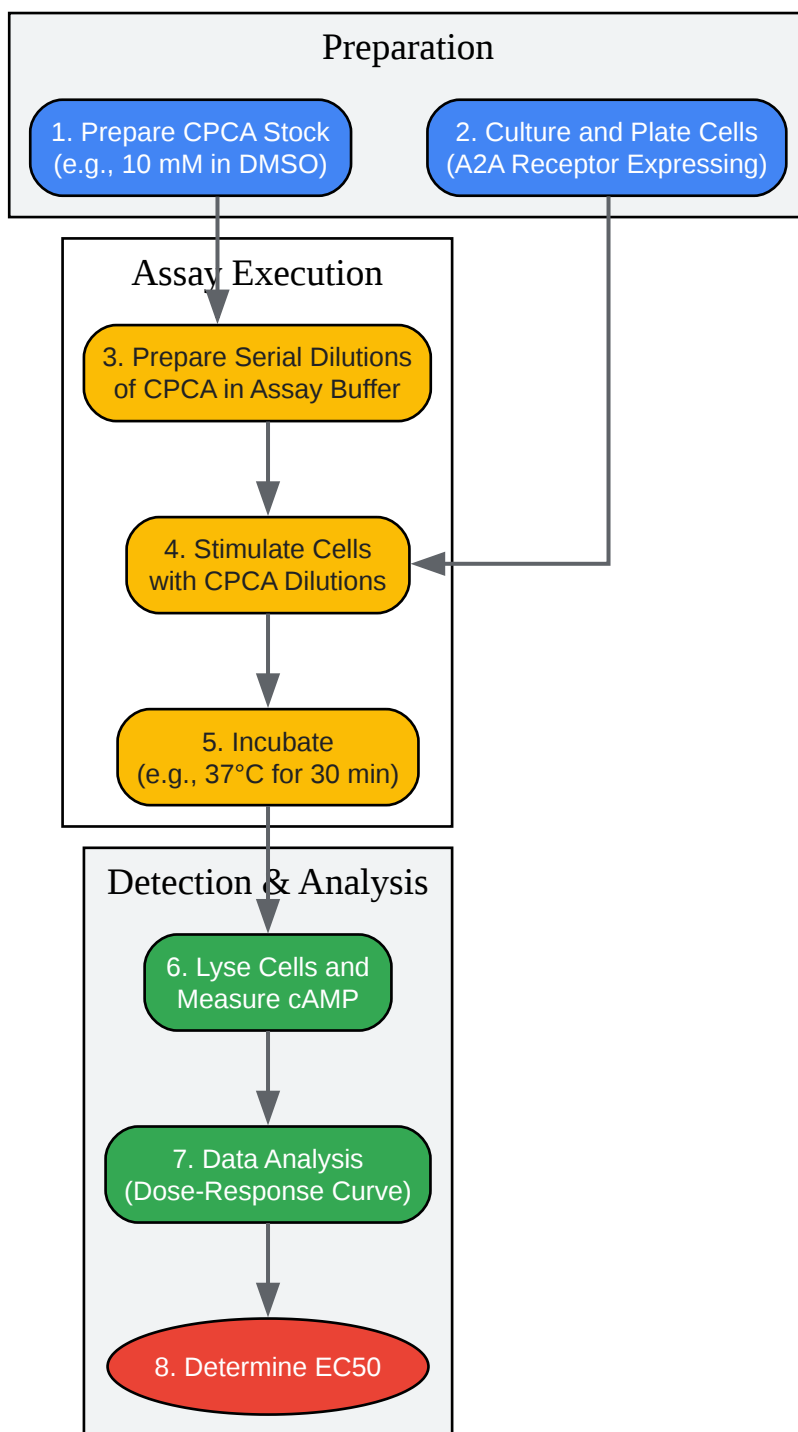 Preparation
1. Prepare CPCA Stock
(e.g., 10 mM in DMSO)
2. Culture and Plate Cells
(A2A Receptor Expressing)
Assay Execution
3. Prepare Serial Dilutions
of CPCA in Assay Buffer
4. Stimulate Cells
with CPCA Dilutions
5. Incubate
(e.g., 37°C for 30 min)
Detection & Analysis
6. Lyse Cells and
Measure cAMP
7. Data Analysis
(Dose-Response Curve)
8. Determine EC50